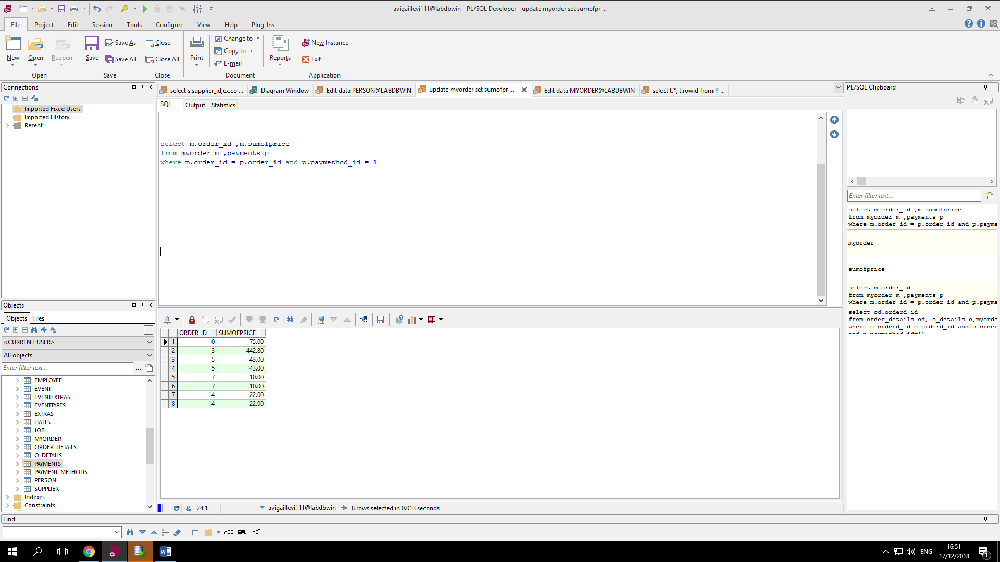 avigaillevi111@labdbwin - PL/SQL Developer - update myorder set sumofpr ...
File Project Edit Session Tools Configure View Help Plug-Ins
New Open Reopen
Open
Save Save As Save All
Save
Close Close All
Close
Print Change to Copy to E-mail Reports
Document
New Instance Exit
Application
Connections
Imported Fixed Users
Imported History
Recent
select s.supplier_id,ex.co ... Diagram Window Edit data PERSON@LABDBWIN update myorder set sumofpr ... Edit data MYORDER@LABDBWIN select t.*, t.rowid from P ...
SQL Output Statistics
select m.order_id ,m.sumofprice
from myorder m ,payments p
where m.order_id = p.order_id and p.paymethod_id = 1
PL/SQL Clipboard
Enter filter text...
select m.order_id ,m.sumofprice
from myorder m ,payments p
where m.order_id = p.order_id and p.payme
myorder
sumofprice
select m.order_id
from myorder m ,payments p
where m.order_id = p.order_id and p.payme
select od.orderd_id
from order_details od, o_details o,myorde
where o.orderd_id=o.orderd_id and o.order
and p.paymethod_id=1)
Objects
Objects Files
<CURRENT USER>
All objects
Enter filter text... ...
EMPLOYEE
EVENT
EVENTEXTRAS
EVENTTYPES
EXTRAS
HALLS
JOB
MYORDER
ORDER_DETAILS
O_DETAILS
PAYMENTS
PAYMENT_METHODS
PERSON
SUPPLIER
Indexes
Constraints
ORDER_ID SUMOFPRICE
1 0 75.00
2 3 442.80
3 5 43.00
4 5 43.00
5 7 10.00
6 7 10.00
7 14 22.00
8 14 22.00
& 24:1 avigaillevi111@labdbwin 8 rows selected in 0.013 seconds
Find
ABC AB "AB"
ENG 16:51
17/12/2018 1